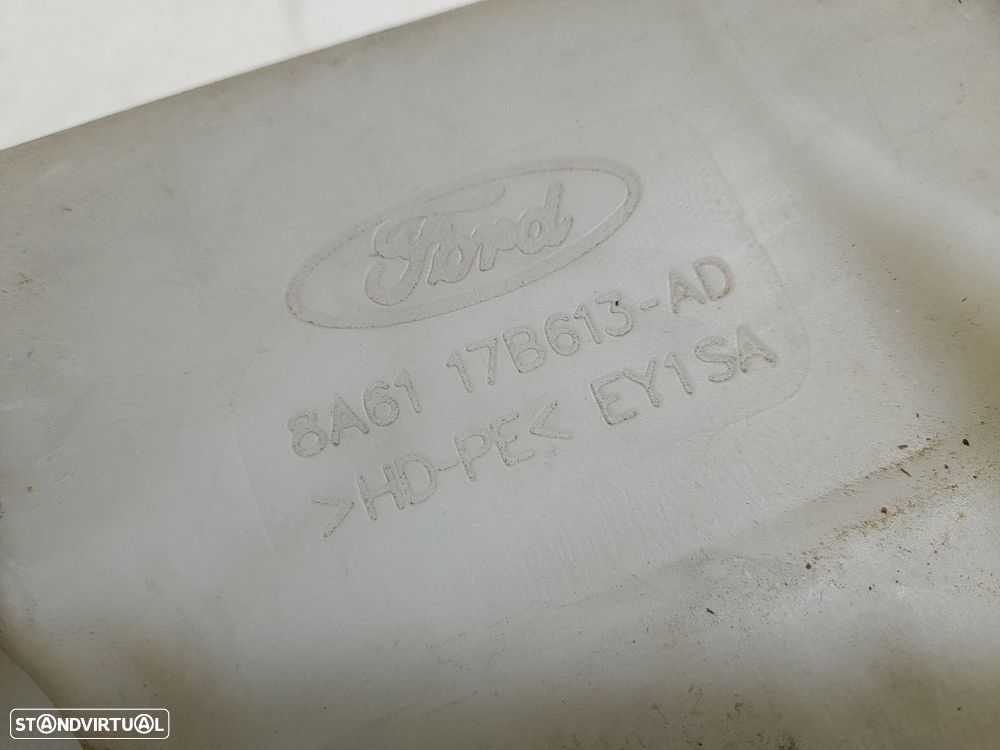 Ford
8A61 17B613-AD
>HD-PE< EY1SA
STANDVIRTUAL